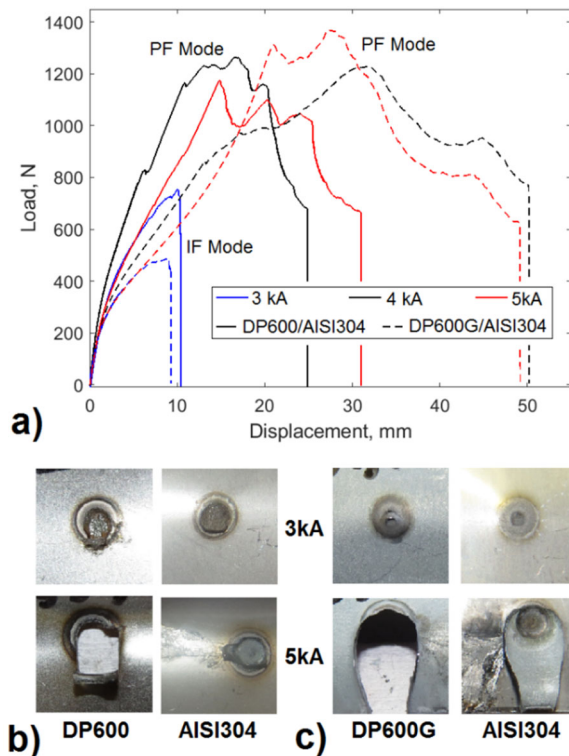 1400
1200
1000
800
600
400
200
0
Load, N
PF Mode
PF Mode
IF Mode
3 kA 4 kA 5kA
DP600/AISI304 DP600G/AISI304
0 10 20 30 40 50
Displacement, mm
a)
3kA
5kA
b) DP600 AISI304 c) DP600G AISI304